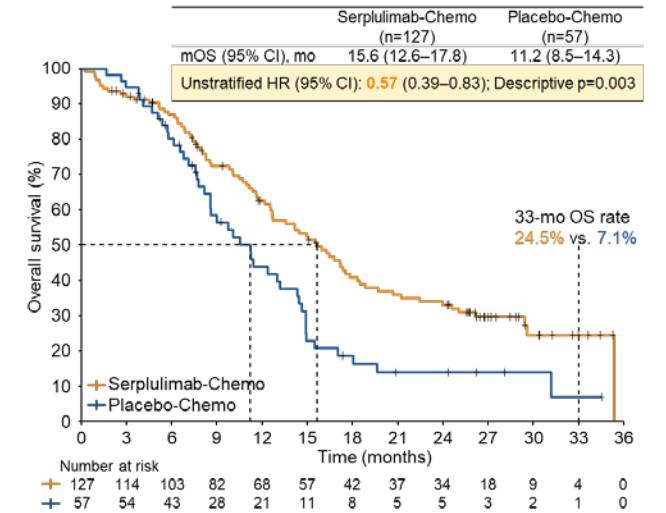 Serplulimab-Chemo Placebo-Chemo
(n=127) (n=57)
mOS (95% CI), mo 15.6 (12.6–17.8) 11.2 (8.5–14.3)
Unstratified HR (95% CI): 0.57 (0.39–0.83); Descriptive p=0.003
Overall survival (%)
100
90
80
70
60
50
40
30
20
10
0
33-mo OS rate
24.5% vs. 7.1%
Serplulimab-Chemo
Placebo-Chemo
0 3 6 9 12 15 18 21 24 27 30 33 36
Time (months)
Number at risk
127 114 103 82 68 57 42 37 34 18 9 4 0
57 54 43 28 21 11 8 5 5 3 2 1 0